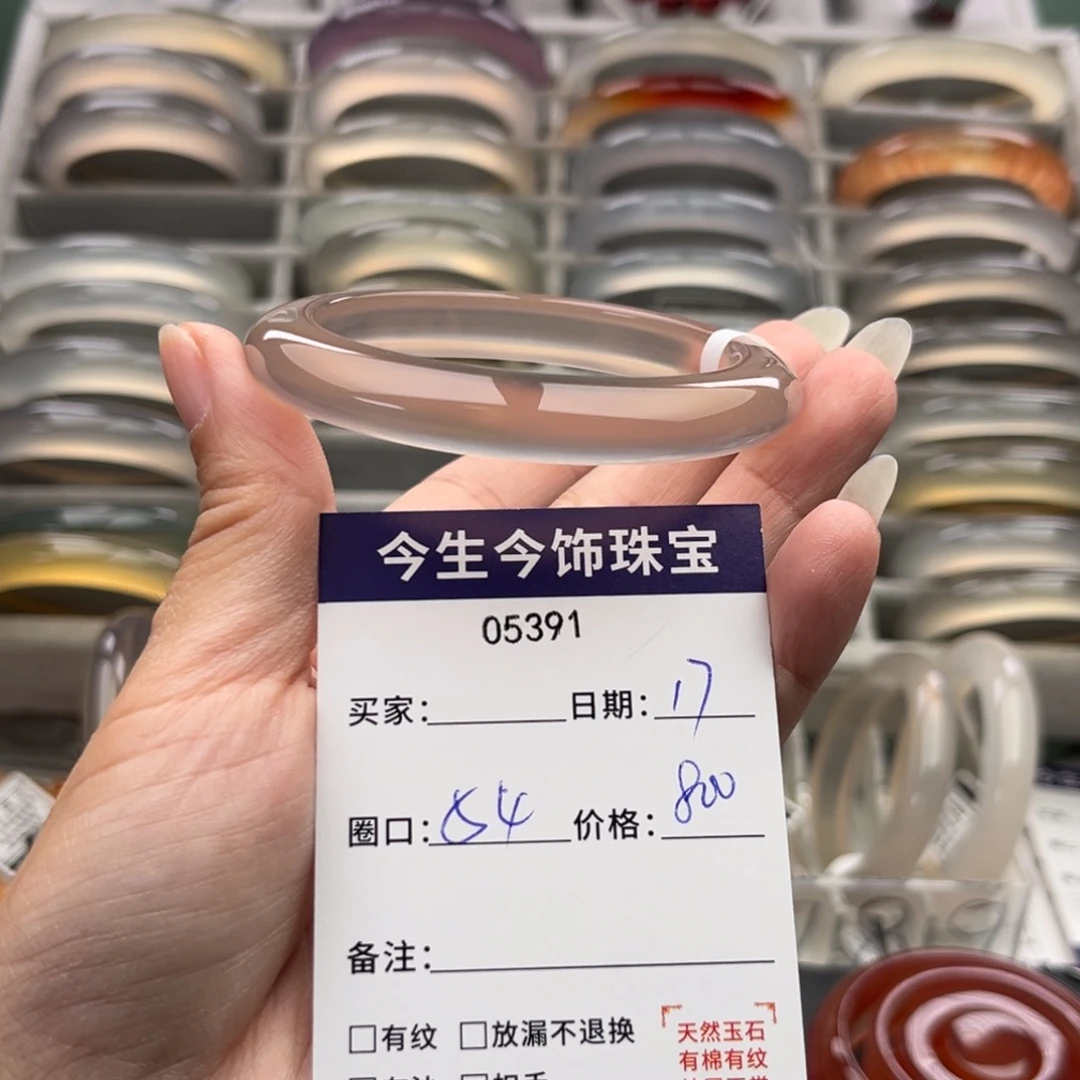 今生今饰珠宝
05391
买家: 日期: 17
圈口: 54 价格: 800
备注:
□有纹 □放漏不退换
天然玉石
有棉有纹